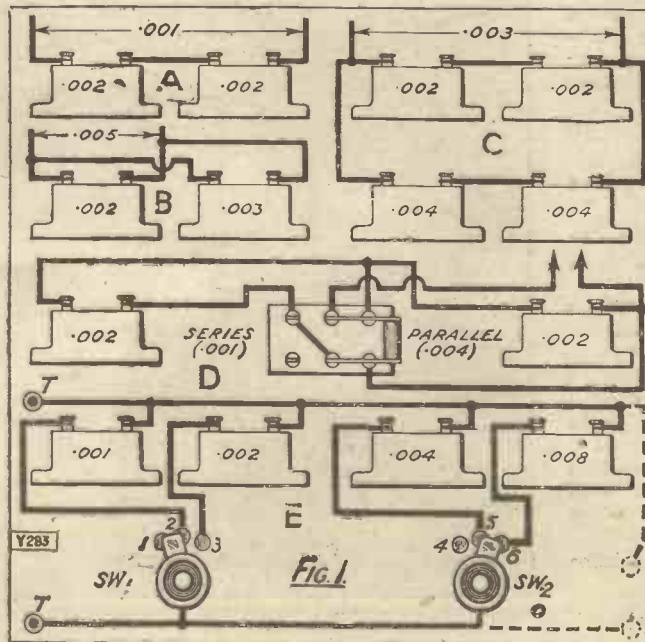 ·001
·002
A
·002
·005
·002
B
·003
·003
·002
·002
C
·004
·004
·002
SERIES
(·001)
PARALLEL
(·004)
·002
D
T
·001
·002
·004
·008
E
1
2
3
4
5
6
Y283
SW1
FIG. 1.
SW2
T